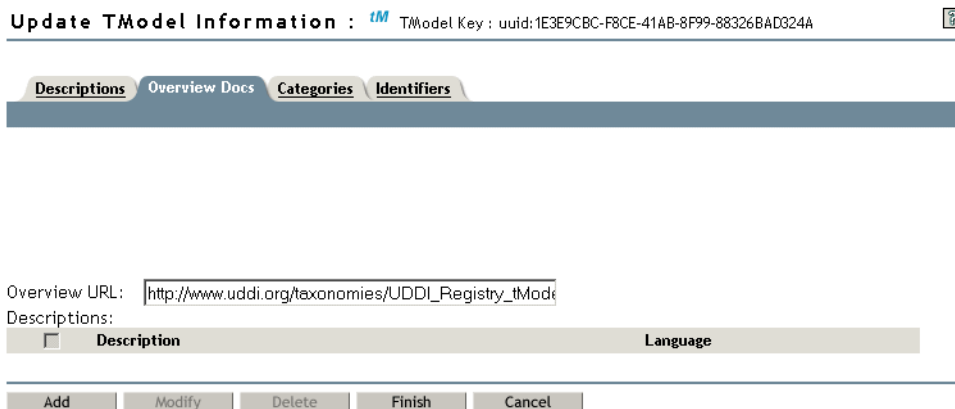 Update TModel Information : tM TModel Key : uuid:1E3E9CBC-F8CE-41AB-8F99-88326BAD324A
Descriptions Overview Docs Categories Identifiers
Overview URL: http://www.uddi.org/taxonomies/UDDI_Registry_tMode
Descriptions:
Description Language
Add Modify Delete Finish Cancel